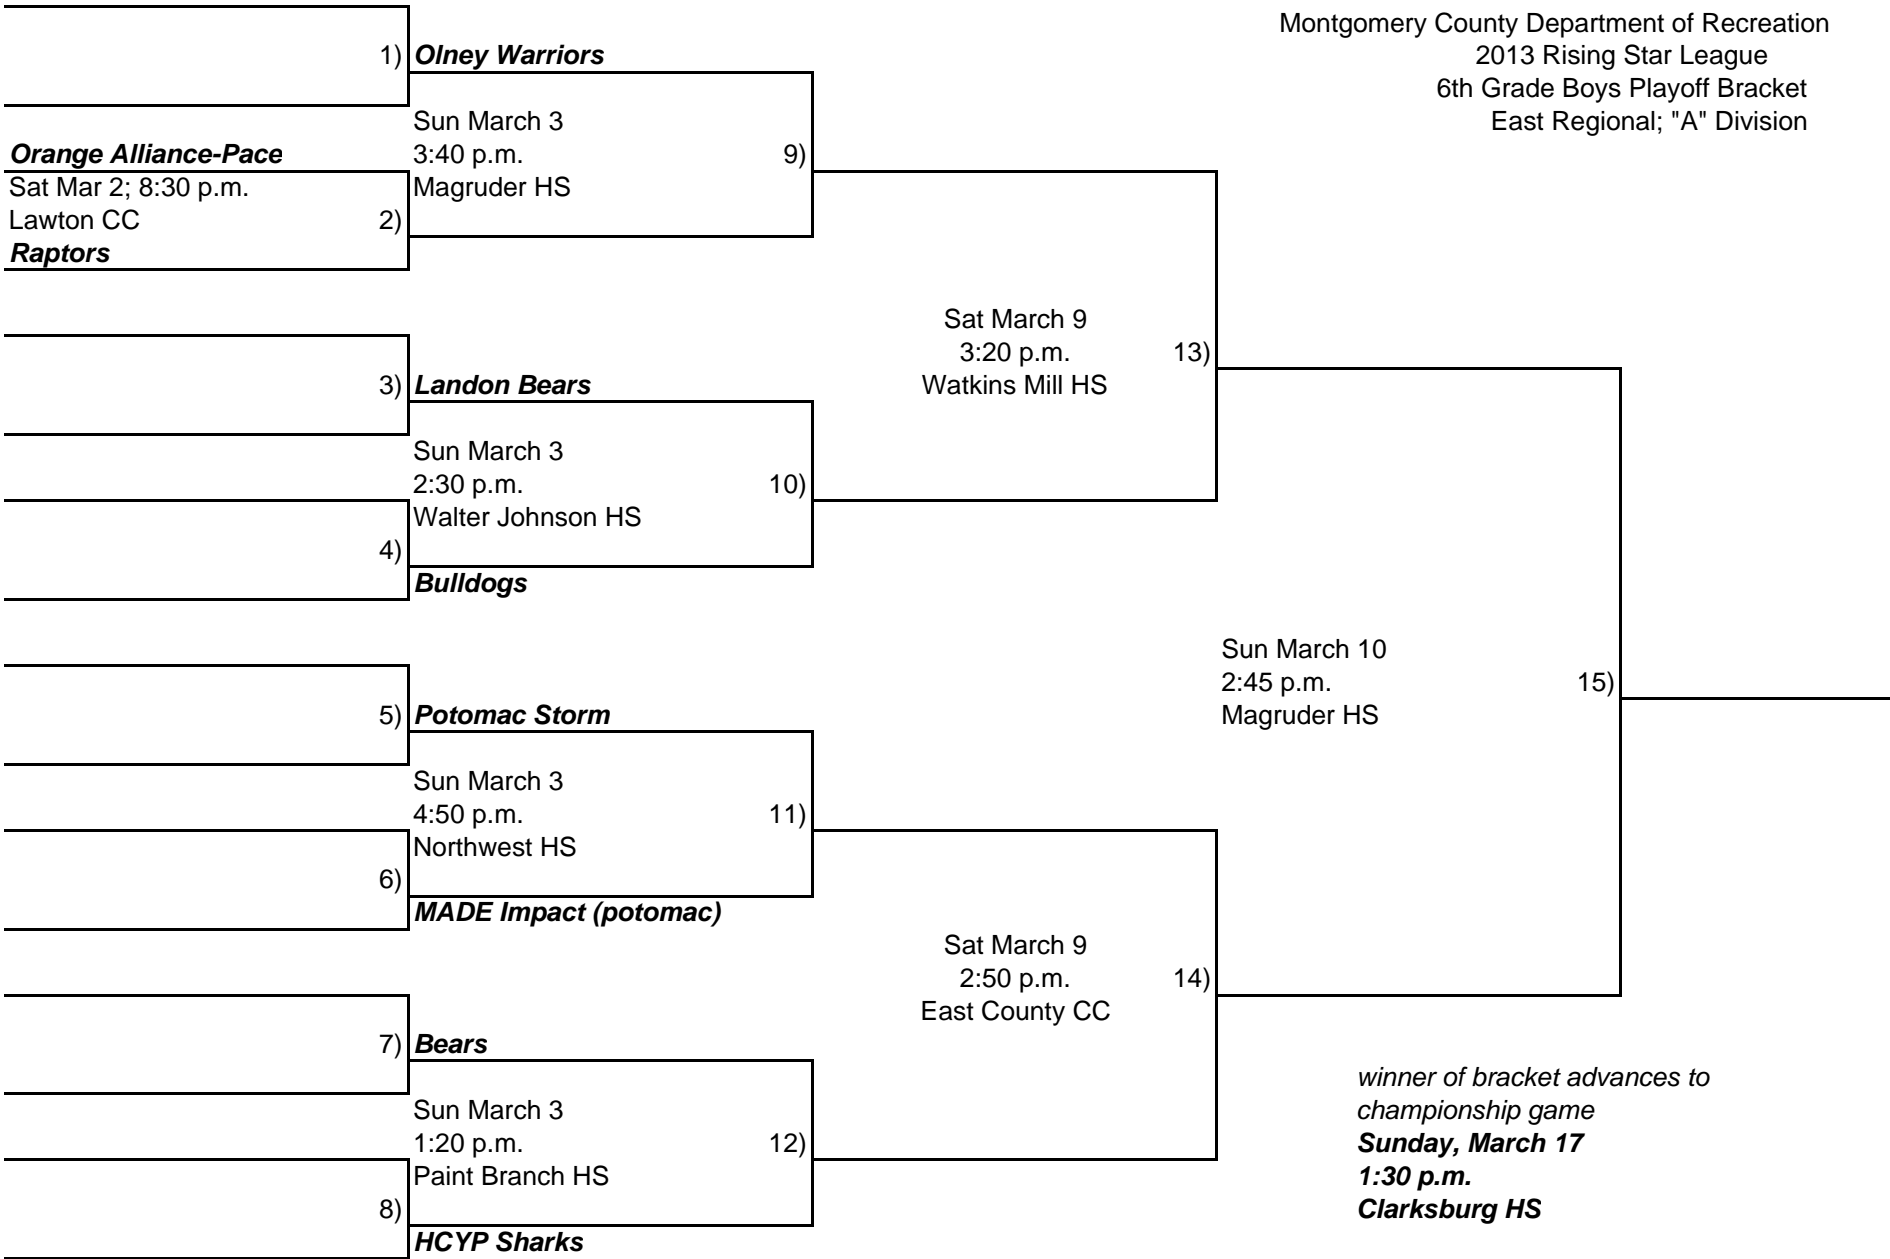 Montgomery County Department of Recreation
2013 Rising Star League
6th Grade Boys Playoff Bracket
East Regional; "A" Division
1) Olney Warriors
Sun March 3
3:40 p.m. 9)
Magruder HS
Orange Alliance-Pace
Sat Mar 2; 8:30 p.m.
Lawton CC 2)
Raptors
Sat March 9
3:20 p.m. 13)
Watkins Mill HS
3) Landon Bears
Sun March 3
2:30 p.m. 10)
Walter Johnson HS
4)
Bulldogs
Sun March 10
2:45 p.m. 15)
Magruder HS
5) Potomac Storm
Sun March 3
4:50 p.m. 11)
Northwest HS
6)
MADE Impact (potomac)
Sat March 9
2:50 p.m. 14)
East County CC
7) Bears
Sun March 3
1:20 p.m. 12)
Paint Branch HS
8)
HCYP Sharks
winner of bracket advances to
championship game
Sunday, March 17
1:30 p.m.
Clarksburg HS